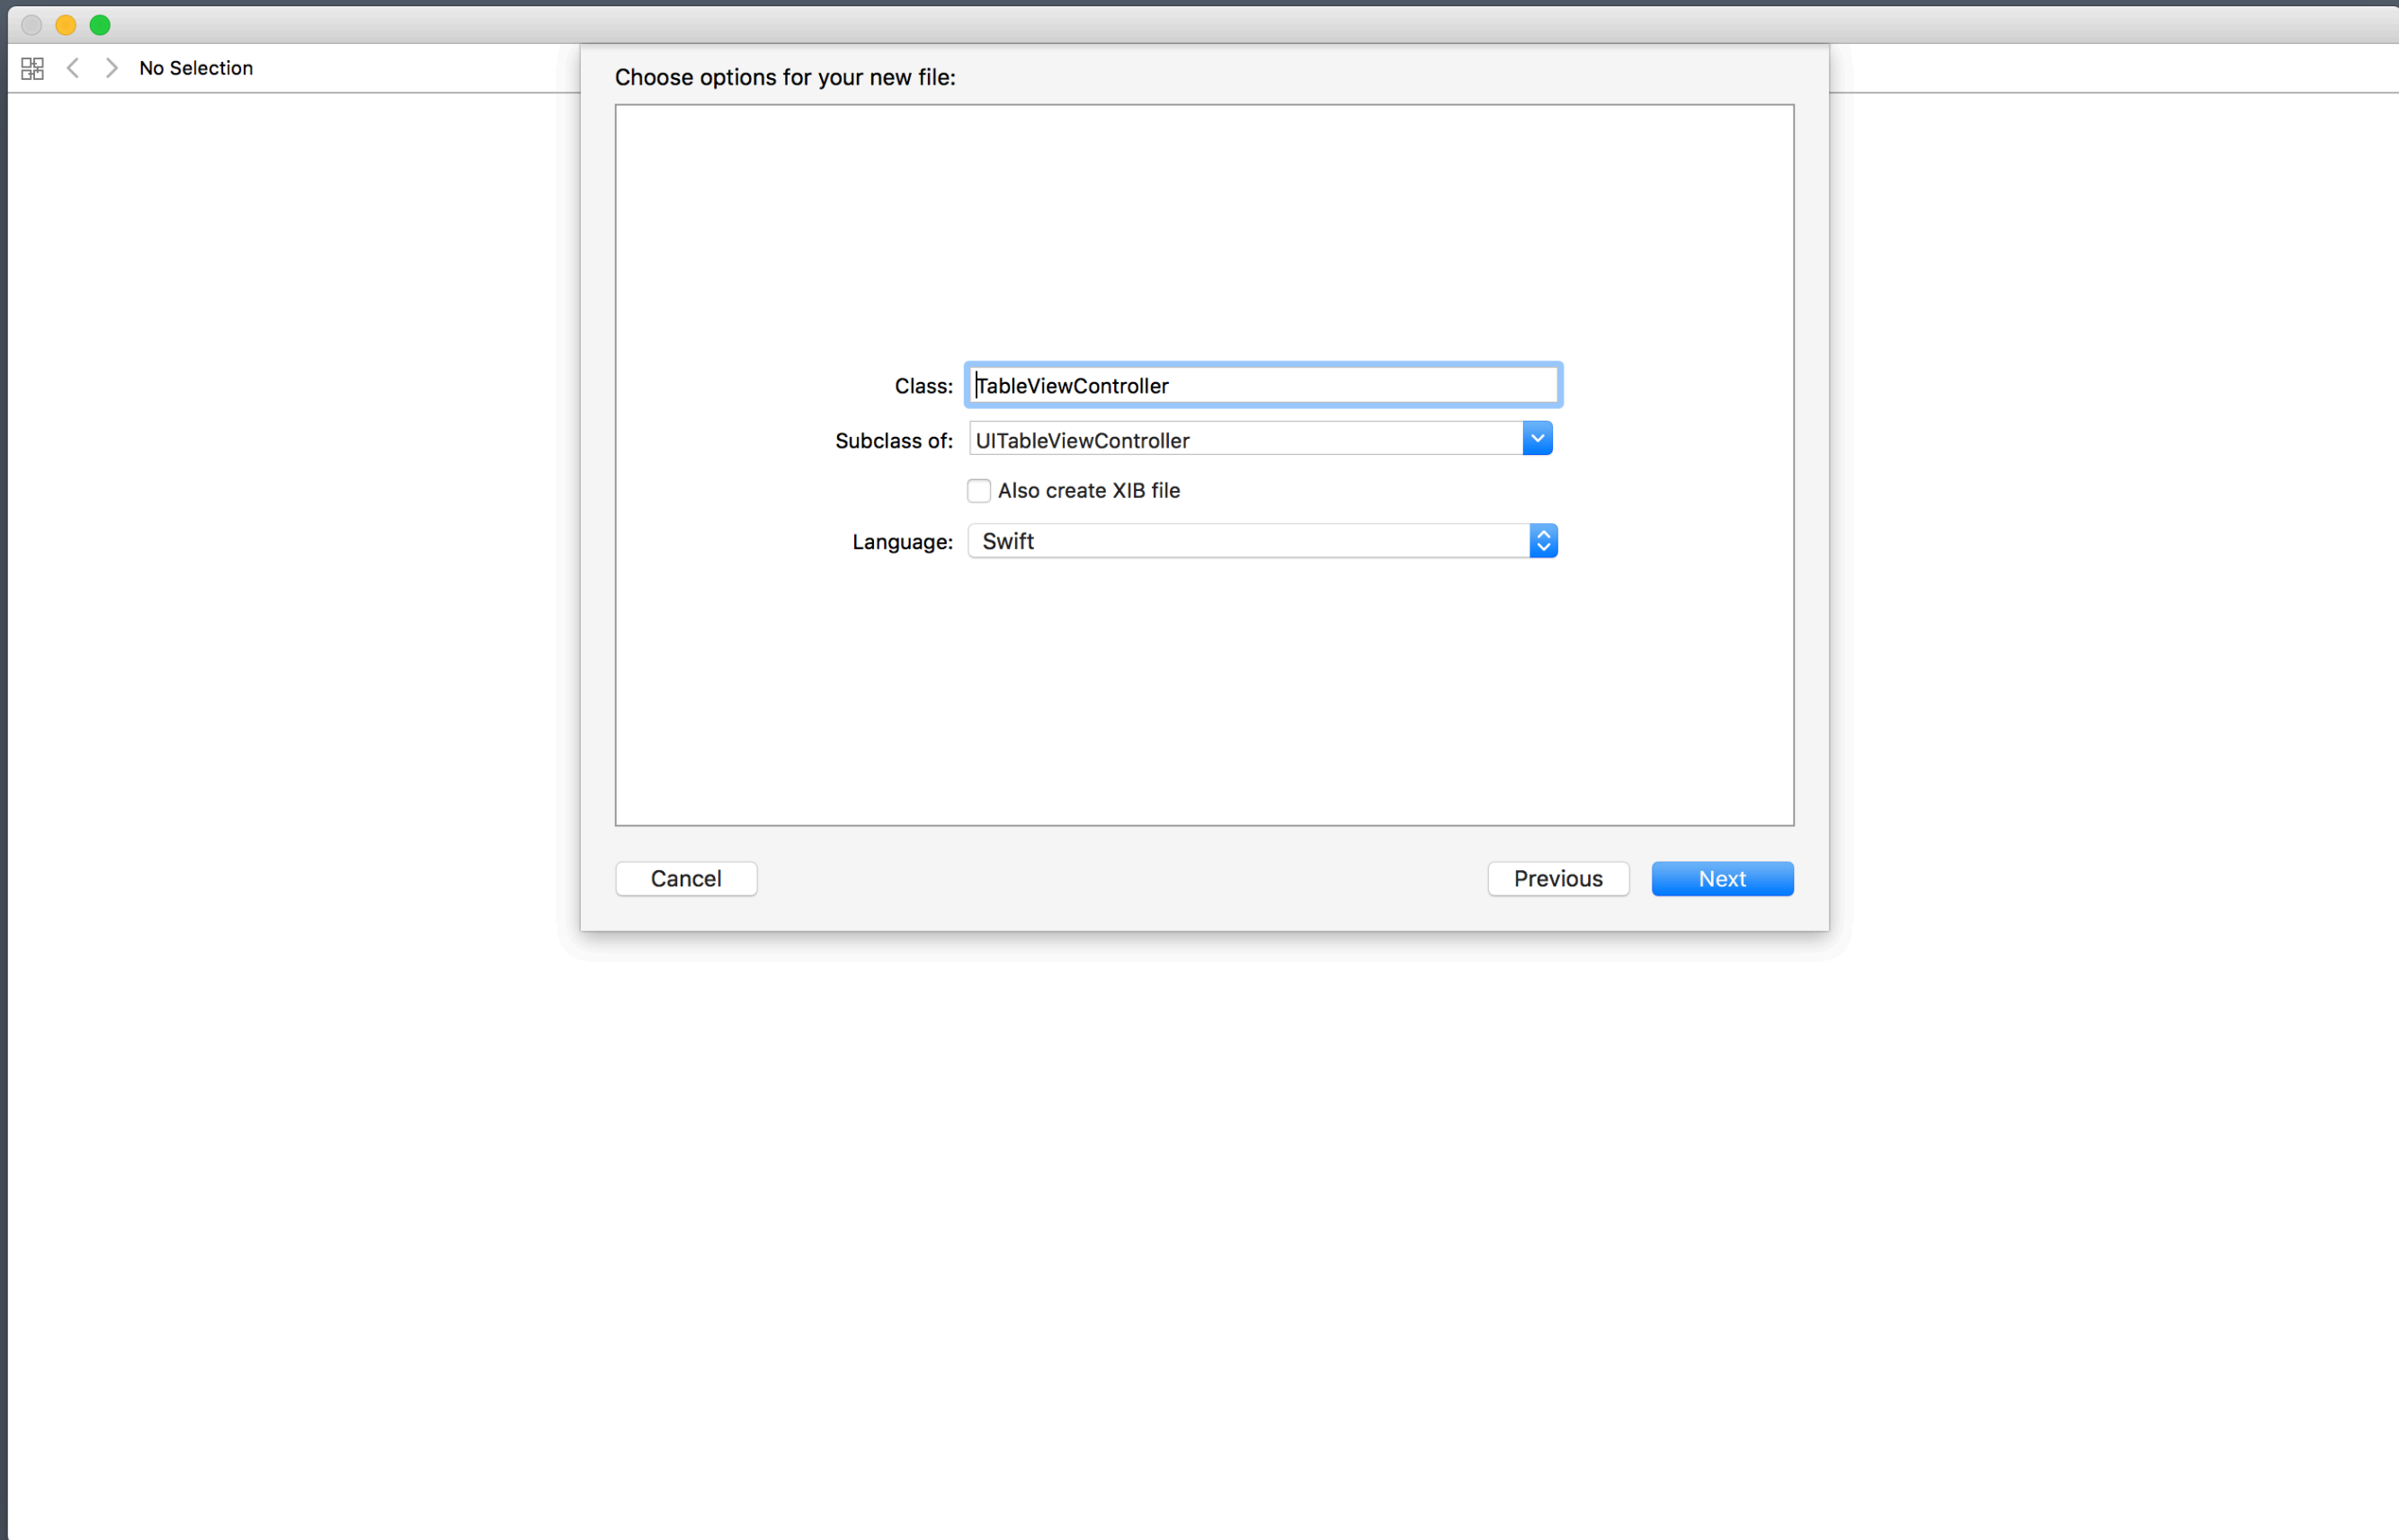 No Selection
Choose options for your new file:
Class: TableViewController
Subclass of: UITableViewController
Also create XIB file
Language: Swift
Cancel Previous Next